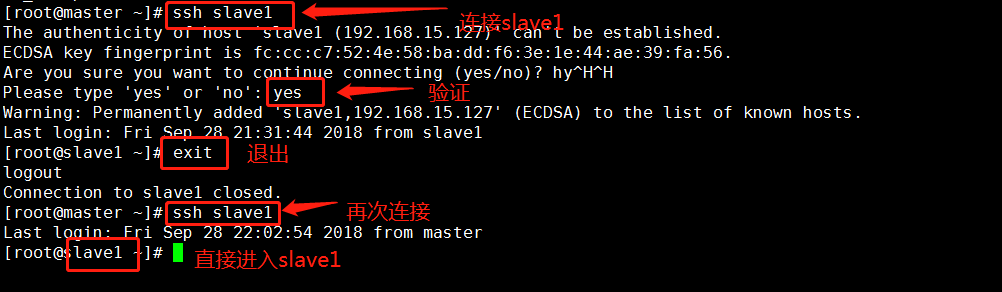 [root@master ~]# ssh slave1 连接slave1
The authenticity of host 'slave1 (192.168.15.127)' can't be established.
ECDSA key fingerprint is fc:cc:c7:52:4e:58:ba:dd:f6:3e:1e:44:ae:39:fa:56.
Are you sure you want to continue connecting (yes/no)? hy^H^H
Please type 'yes' or 'no': yes 验证
Warning: Permanently added 'slave1,192.168.15.127' (ECDSA) to the list of known hosts.
Last login: Fri Sep 28 21:31:44 2018 from slave1
[root@slave1 ~]# exit 退出
logout
Connection to slave1 closed.
[root@master ~]# ssh slave1 再次连接
Last login: Fri Sep 28 22:02:54 2018 from master
[root@slave1 ~]# 直接进入slave1